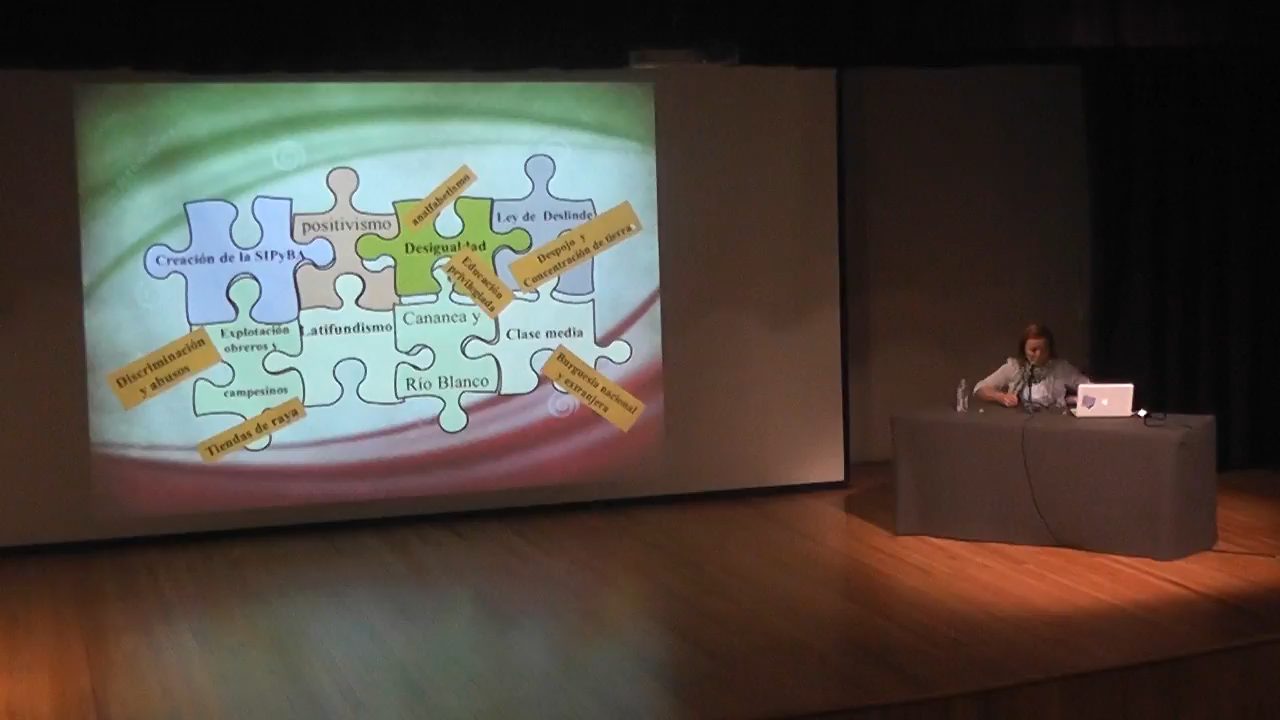 analfabetismo
positivismo
Ley de Deslinde
Creación de la SIPyBA
Desigualdad
Despojo y
Concentración de tierra
Educación
privilegiada
Explotación
obreros y
campesinos
Latifundismo
Cananea y
Río Blanco
Clase media
Discriminación
y abusos
Burguesía nacional
y extranjera
Tiendas de raya